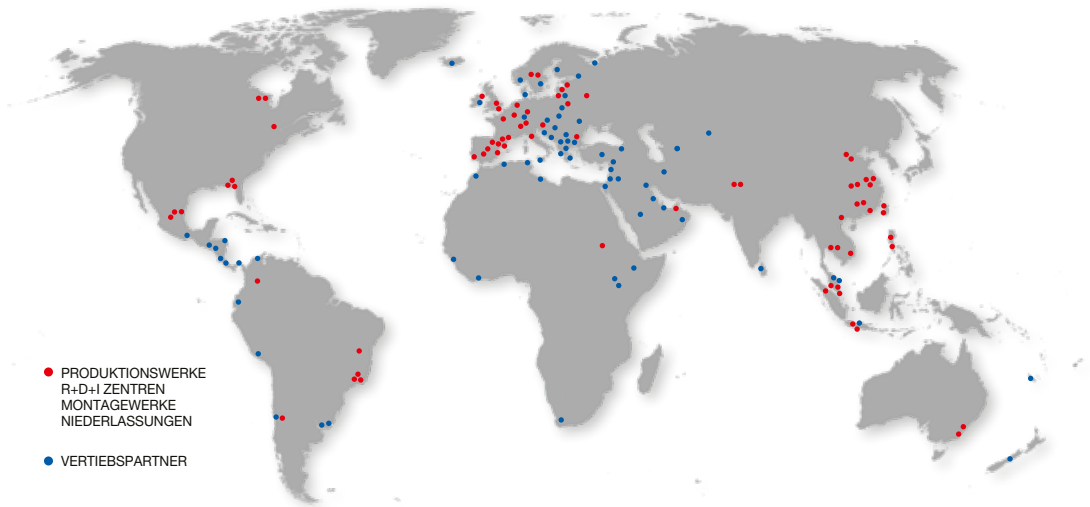 PRODUKTIONSWERKE
R+D+I ZENTREN
MONTAGEWERKE
NIEDERLASSUNGEN
VERTIEBSPARTNER